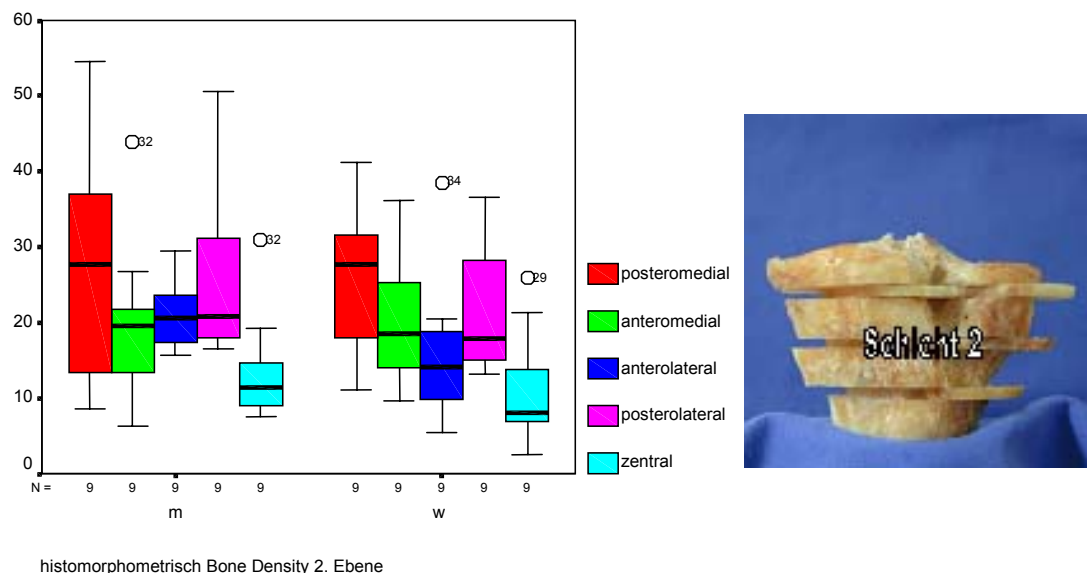 60
50
40
30
20
10
0
32
32
34
29
N = 9 9 9 9 9 9 9 9 9 9
m w
posteromedial
anteromedial
anterolateral
posterolateral
zentral
Schicht 2
histomorphometrisch Bone Density 2. Ebene